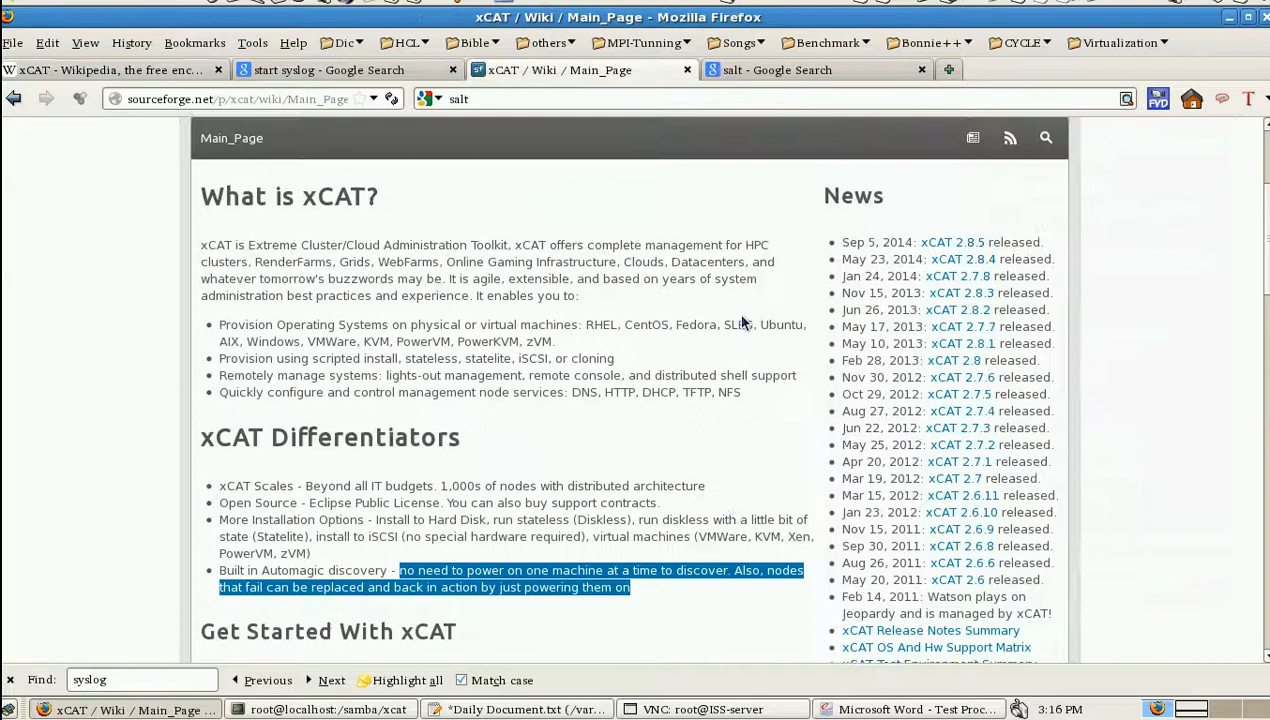 xCAT / Wiki / Main_Page - Mozilla Firefox
File Edit View History Bookmarks Tools Help Dic HCL Bible others MPI-Tunning Songs Benchmark Bonnie++ CYCLE Virtualization
xCAT - Wikipedia, the free enc... start syslog - Google Search xCAT / Wiki / Main_Page salt - Google Search
sourceforge.net/p/xcat/wiki/Main_Page salt FVD T
Main_Page
What is xCAT?
xCAT is Extreme Cluster/Cloud Administration Toolkit, xCAT offers complete management for HPC
clusters, RenderFarms, Grids, WebFarms, Online Gaming Infrastructure, Clouds, Datacenters, and
whatever tomorrow's buzzwords may be. It is agile, extensible, and based on years of system
administration best practices and experience. It enables you to:
Provision Operating Systems on physical or virtual machines: RHEL, CentOS, Fedora, SLES, Ubuntu,
AIX, Windows, VMWare, KVM, PowerVM, PowerKVM, zVM.
Provision using scripted install, stateless, statelite, iSCSI, or cloning
Remotely manage systems: lights-out management, remote console, and distributed shell support
Quickly configure and control management node services: DNS, HTTP, DHCP, TFTP, NFS
xCAT Differentiators
xCAT Scales - Beyond all IT budgets. 1,000s of nodes with distributed architecture
Open Source - Eclipse Public License. You can also buy support contracts.
More Installation Options - Install to Hard Disk, run stateless (Diskless), run diskless with a little bit of
state (Statelite), install to iSCSI (no special hardware required), virtual machines (VMWare, KVM, Xen,
PowerVM, zVM)
Built in Automagic discovery - no need to power on one machine at a time to discover. Also, nodes
that fail can be replaced and back in action by just powering them on
Get Started With xCAT
News
Sep 5, 2014: xCAT 2.8.5 released.
May 23, 2014: xCAT 2.8.4 released.
Jan 24, 2014: xCAT 2.7.8 released.
Nov 15, 2013: xCAT 2.8.3 released.
Jun 26, 2013: xCAT 2.8.2 released.
May 17, 2013: xCAT 2.7.7 released.
May 10, 2013: xCAT 2.8.1 released.
Feb 28, 2013: xCAT 2.8 released.
Nov 30, 2012: xCAT 2.7.6 released.
Oct 29, 2012: xCAT 2.7.5 released.
Aug 27, 2012: xCAT 2.7.4 released.
Jun 22, 2012: xCAT 2.7.3 released.
May 25, 2012: xCAT 2.7.2 released.
Apr 20, 2012: xCAT 2.7.1 released.
Mar 19, 2012: xCAT 2.7 released.
Mar 15, 2012: xCAT 2.6.11 released.
Jan 23, 2012: xCAT 2.6.10 released.
Nov 15, 2011: xCAT 2.6.9 released.
Sep 30, 2011: xCAT 2.6.8 released.
Aug 26, 2011: xCAT 2.6.6 released.
May 20, 2011: xCAT 2.6 released.
Feb 14, 2011: Watson plays on
Jeopardy and is managed by xCAT!
xCAT Release Notes Summary
xCAT OS And Hw Support Matrix
xCAT Test Environment Summary
Find: syslog Previous Next Highlight all Match case
xCAT / Wiki / Main_Page ... root@localhost:/samba/xcat *Daily Document.txt (/var... VNC: root@ISS-server Microsoft Word - Test Proc... 3:16 PM